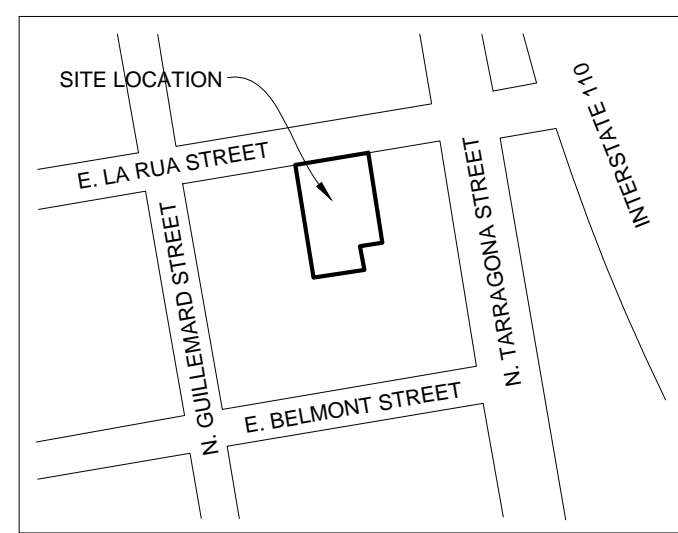 SITE LOCATION
E. LA RUA STREET
INTERSTATE 110
N. GUILLEMARD STREET
N. TARRAGONA STREET
E. BELMONT STREET